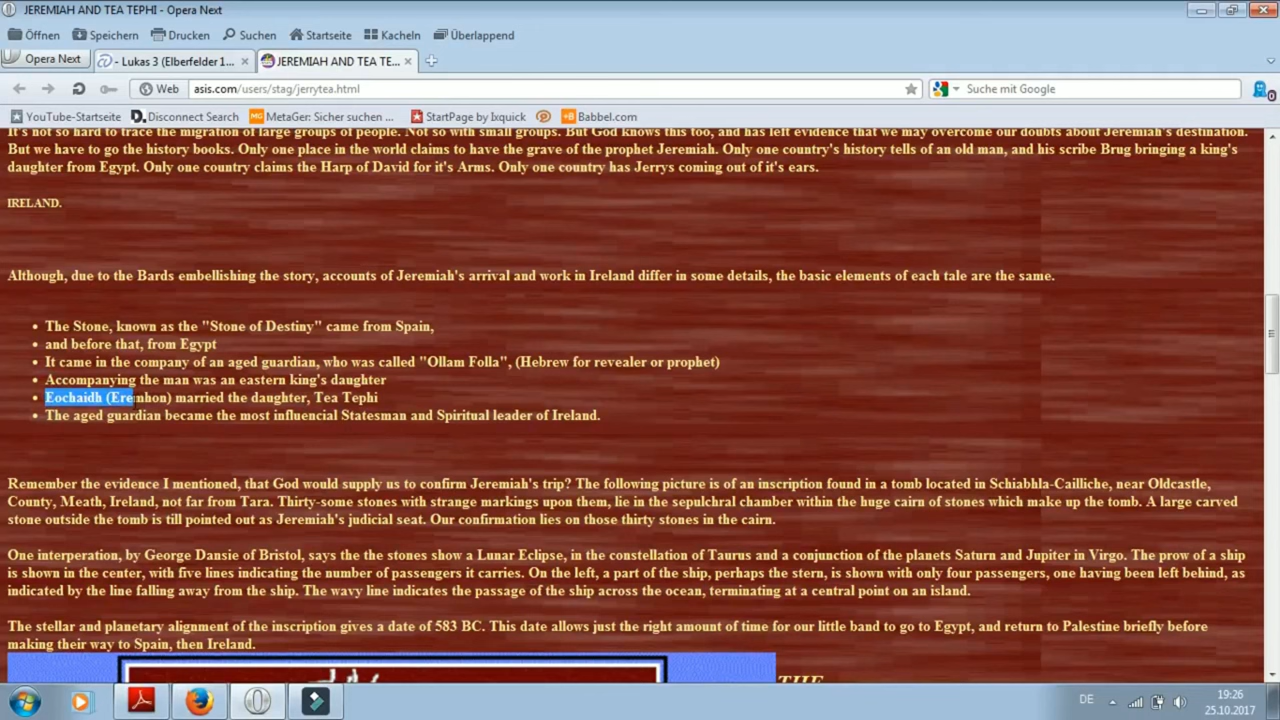 JEREMIAH AND TEA TEPHI - Opera Next
Öffnen Speichern Drucken Suchen Startseite Kacheln Überlappend
Opera Next - Lukas 3 (Elberfelder 1... JEREMIAH AND TEA TE...
Web asis.com/users/stag/jerrytea.html Suche mit Google 0
YouTube-Startseite Disconnect Search MetaGer: Sicher suchen ... StartPage by Ixquick Babbel.com
It's not so hard to trace the migration of large groups of people. Not so with small groups. But God knows this too, and has left evidence that we may overcome our doubts about Jeremiah's destination.
But we have to go the history books. Only one place in the world claims to have the grave of the prophet Jeremiah. Only one country's history tells of an old man, and his scribe Brug bringing a king's
daughter from Egypt. Only one country claims the Harp of David for it's Arms. Only one country has Jerrys coming out of it's ears.
IRELAND.
Although, due to the Bards embellishing the story, accounts of Jeremiah's arrival and work in Ireland differ in some details, the basic elements of each tale are the same.
• The Stone, known as the "Stone of Destiny" came from Spain,
• and before that, from Egypt
• It came in the company of an aged guardian, who was called "Ollam Folla", (Hebrew for revealer or prophet)
• Accompanying the man was an eastern king's daughter
• Eochaidh (Eremhon) married the daughter, Tea Tephi
• The aged guardian became the most influencial Statesman and Spiritual leader of Ireland.
Remember the evidence I mentioned, that God would supply us to confirm Jeremiah's trip? The following picture is of an inscription found in a tomb located in Schiabhla-Cailliche, near Oldcastle,
County, Meath, Ireland, not far from Tara. Thirty-some stones with strange markings upon them, lie in the sepulchral chamber within the huge cairn of stones which make up the tomb. A large carved
stone outside the tomb is till pointed out as Jeremiah's judicial seat. Our confirmation lies on those thirty stones in the cairn.
One interperation, by George Dansie of Bristol, says the the stones show a Lunar Eclipse, in the constellation of Taurus and a conjunction of the planets Saturn and Jupiter in Virgo. The prow of a ship
is shown in the center, with five lines indicating the number of passengers it carries. On the left, a part of the ship, perhaps the stern, is shown with only four passengers, one having been left behind, as
indicated by the line falling away from the ship. The wavy line indicates the passage of the ship across the ocean, terminating at a central point on an island.
The stellar and planetary alignment of the inscription gives a date of 583 BC. This date allows just the right amount of time for our little band to go to Egypt, and return to Palestine briefly before
making their way to Spain, then Ireland.
THE
DE 19:26
25.10.2017